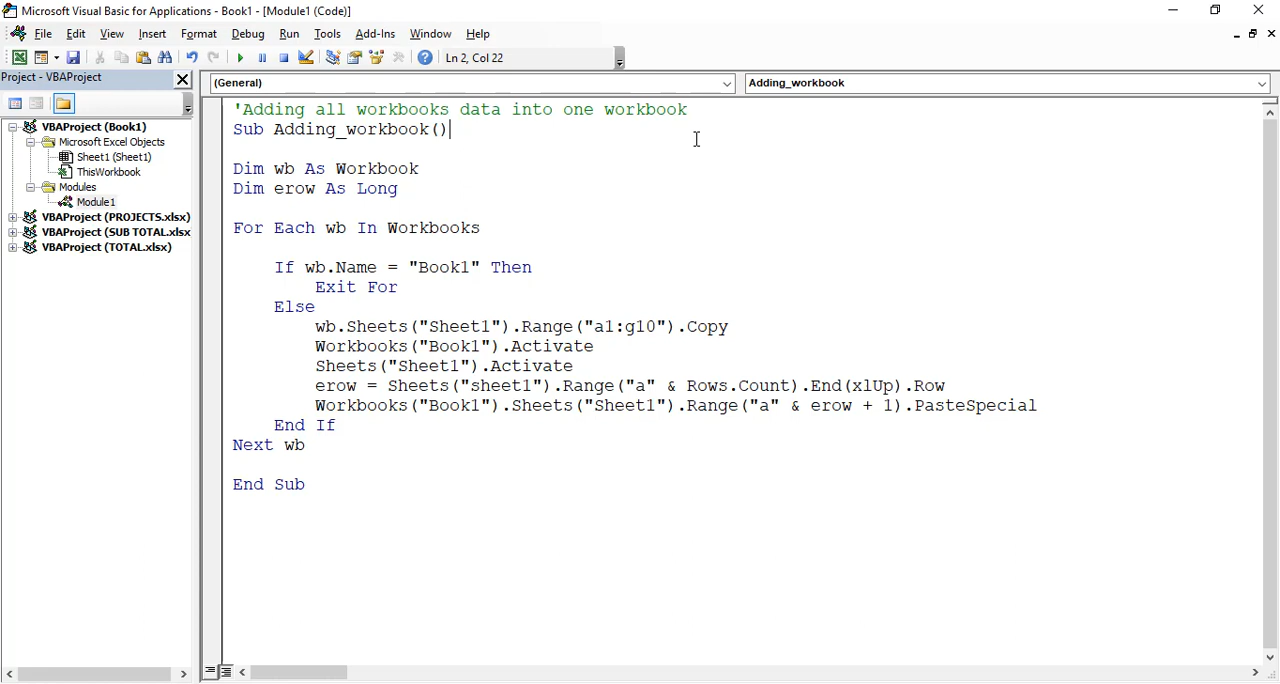 Microsoft Visual Basic for Applications - Book1 - [Module1 (Code)]
File Edit View Insert Format Debug Run Tools Add-Ins Window Help
Ln 2, Col 22
Project - VBAProject
(General)
Adding_workbook
VBAProject (Book1)
Microsoft Excel Objects
Sheet1 (Sheet1)
ThisWorkbook
Modules
Module1
VBAProject (PROJECTS.xlsx)
VBAProject (SUB TOTAL.xlsx
VBAProject (TOTAL.xlsx)
'Adding all workbooks data into one workbook
Sub Adding_workbook()
Dim wb As Workbook
Dim erow As Long
For Each wb In Workbooks
If wb.Name = "Book1" Then
Exit For
Else
wb.Sheets("Sheet1").Range("a1:g10").Copy
Workbooks("Book1").Activate
Sheets("Sheet1").Activate
erow = Sheets("sheet1").Range("a" & Rows.Count).End(xlUp).Row
Workbooks("Book1").Sheets("Sheet1").Range("a" & erow + 1).PasteSpecial
End If
Next wb
End Sub